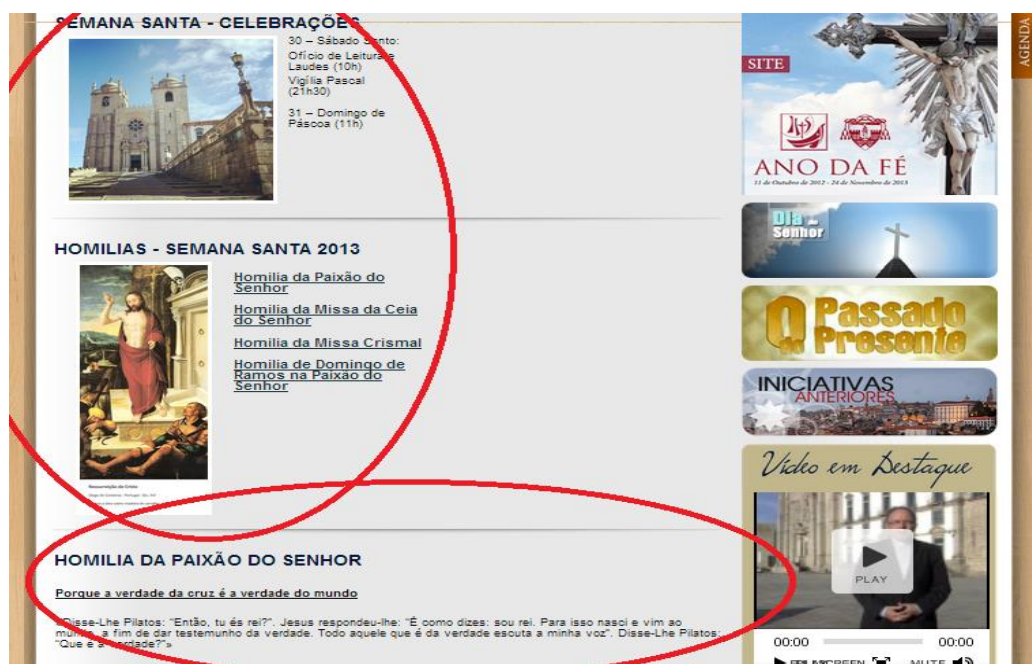 SEMANA SANTA - CELEBRAÇÕES
30 – Sábado Santo:
Ofício de Leitura e
Laudes (10h)
Vigília Pascal
(21h30)
31 – Domingo de
Páscoa (11h)
HOMILIAS - SEMANA SANTA 2013
Homilia da Paixão do
Senhor
Homilia da Missa da Ceia
do Senhor
Homilia da Missa Crismal
Homilia de Domingo de
Ramos na Paixão do
Senhor
Ressurreição de Cristo
HOMILIA DA PAIXÃO DO SENHOR
Porque a verdade da cruz é a verdade do mundo
«Disse-Lhe Pilatos: "Então, tu és rei?". Jesus respondeu-lhe: "É como dizes: sou rei. Para isso nasci e vim ao
mundo, a fim de dar testemunho da verdade. Todo aquele que é da verdade escuta a minha voz". Disse-Lhe Pilatos:
"Que é a verdade?"»
AGENDA
SITE
ANO DA FÉ
11 de Outubro de 2012 - 24 de Novembro de 2013
Dia do
Senhor
O Passado
no Presente
INICIATIVAS
ANTERIORES
Vídeo em Destaque
PLAY
00:00 00:00
MUTE